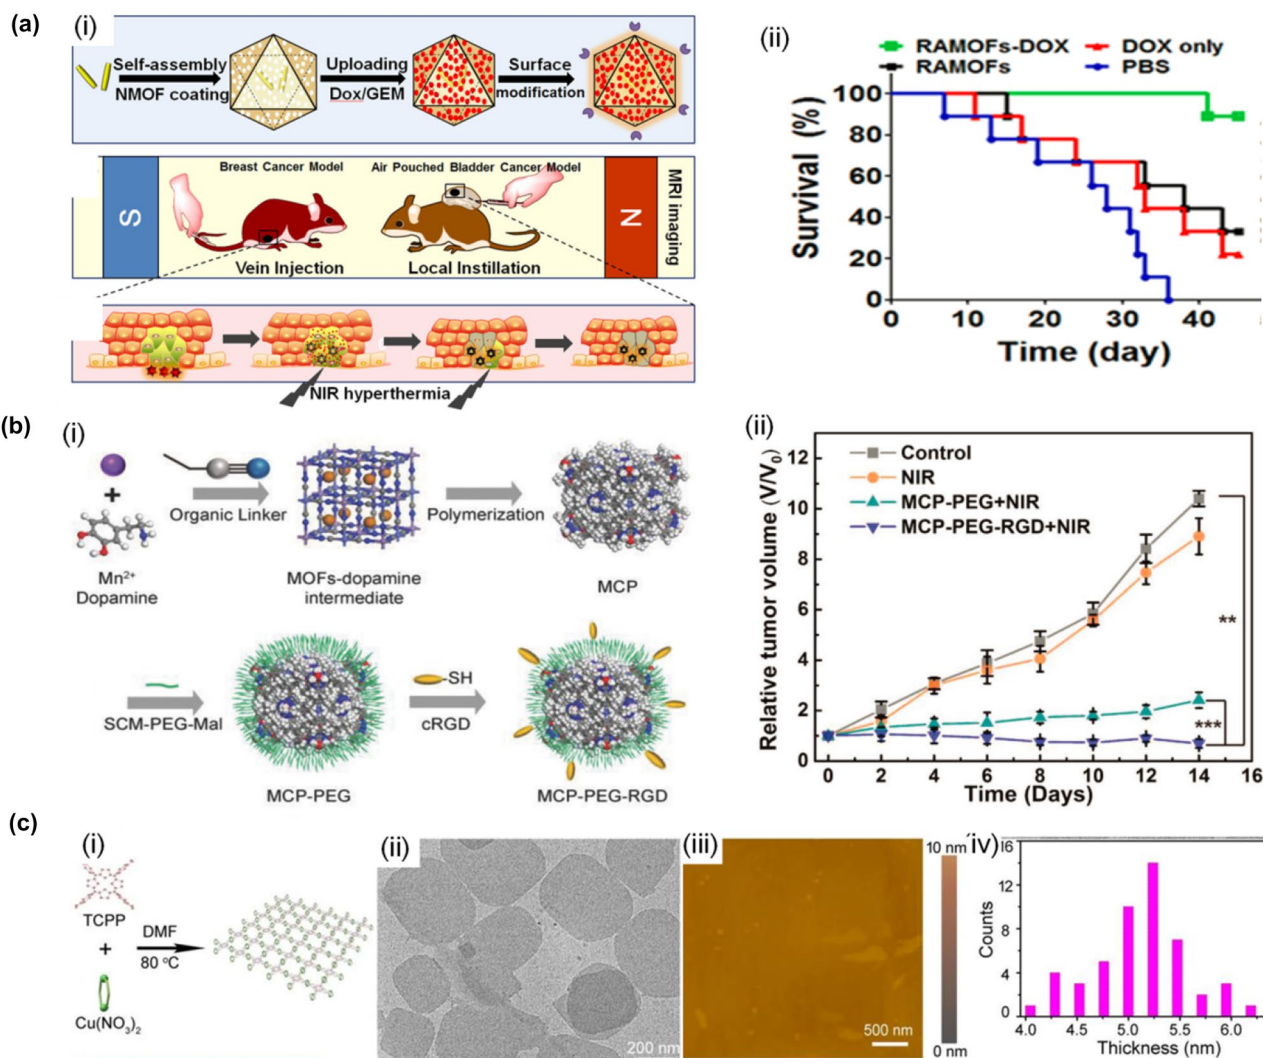 (a)
(i)
Self-assembly
NMOF coating
Uploading
Dox/GEM
Surface
modification
Breast Cancer Model
Air Pouched Bladder Cancer Model
S
N
MRI imaging
Vein Injection
Local Instillation
NIR hyperthermia
(ii)
RAMOFs-DOX
DOX only
RAMOFs
PBS
Survival (%)
100
80
60
40
20
0
0 10 20 30 40
Time (day)
(b)
(i)
+
Mn2+
Dopamine
Organic Linker
MOFs-dopamine
intermediate
Polymerization
MCP
SCM-PEG-Mal
MCP-PEG
-SH
cRGD
MCP-PEG-RGD
(ii)
Control
NIR
MCP-PEG+NIR
MCP-PEG-RGD+NIR
Relative tumor volume (V/V0)
12
10
8
6
4
2
0
**
***
0 2 4 6 8 10 12 14 16
Time (Days)
(c)
(i)
TCPP
+
Cu(NO3)2
DMF
80 °C
(ii)
200 nm
(iii)
500 nm
10 nm
0 nm
iv)
Counts
16
12
8
4
0
4.0 4.5 5.0 5.5 6.0
Thickness (nm)